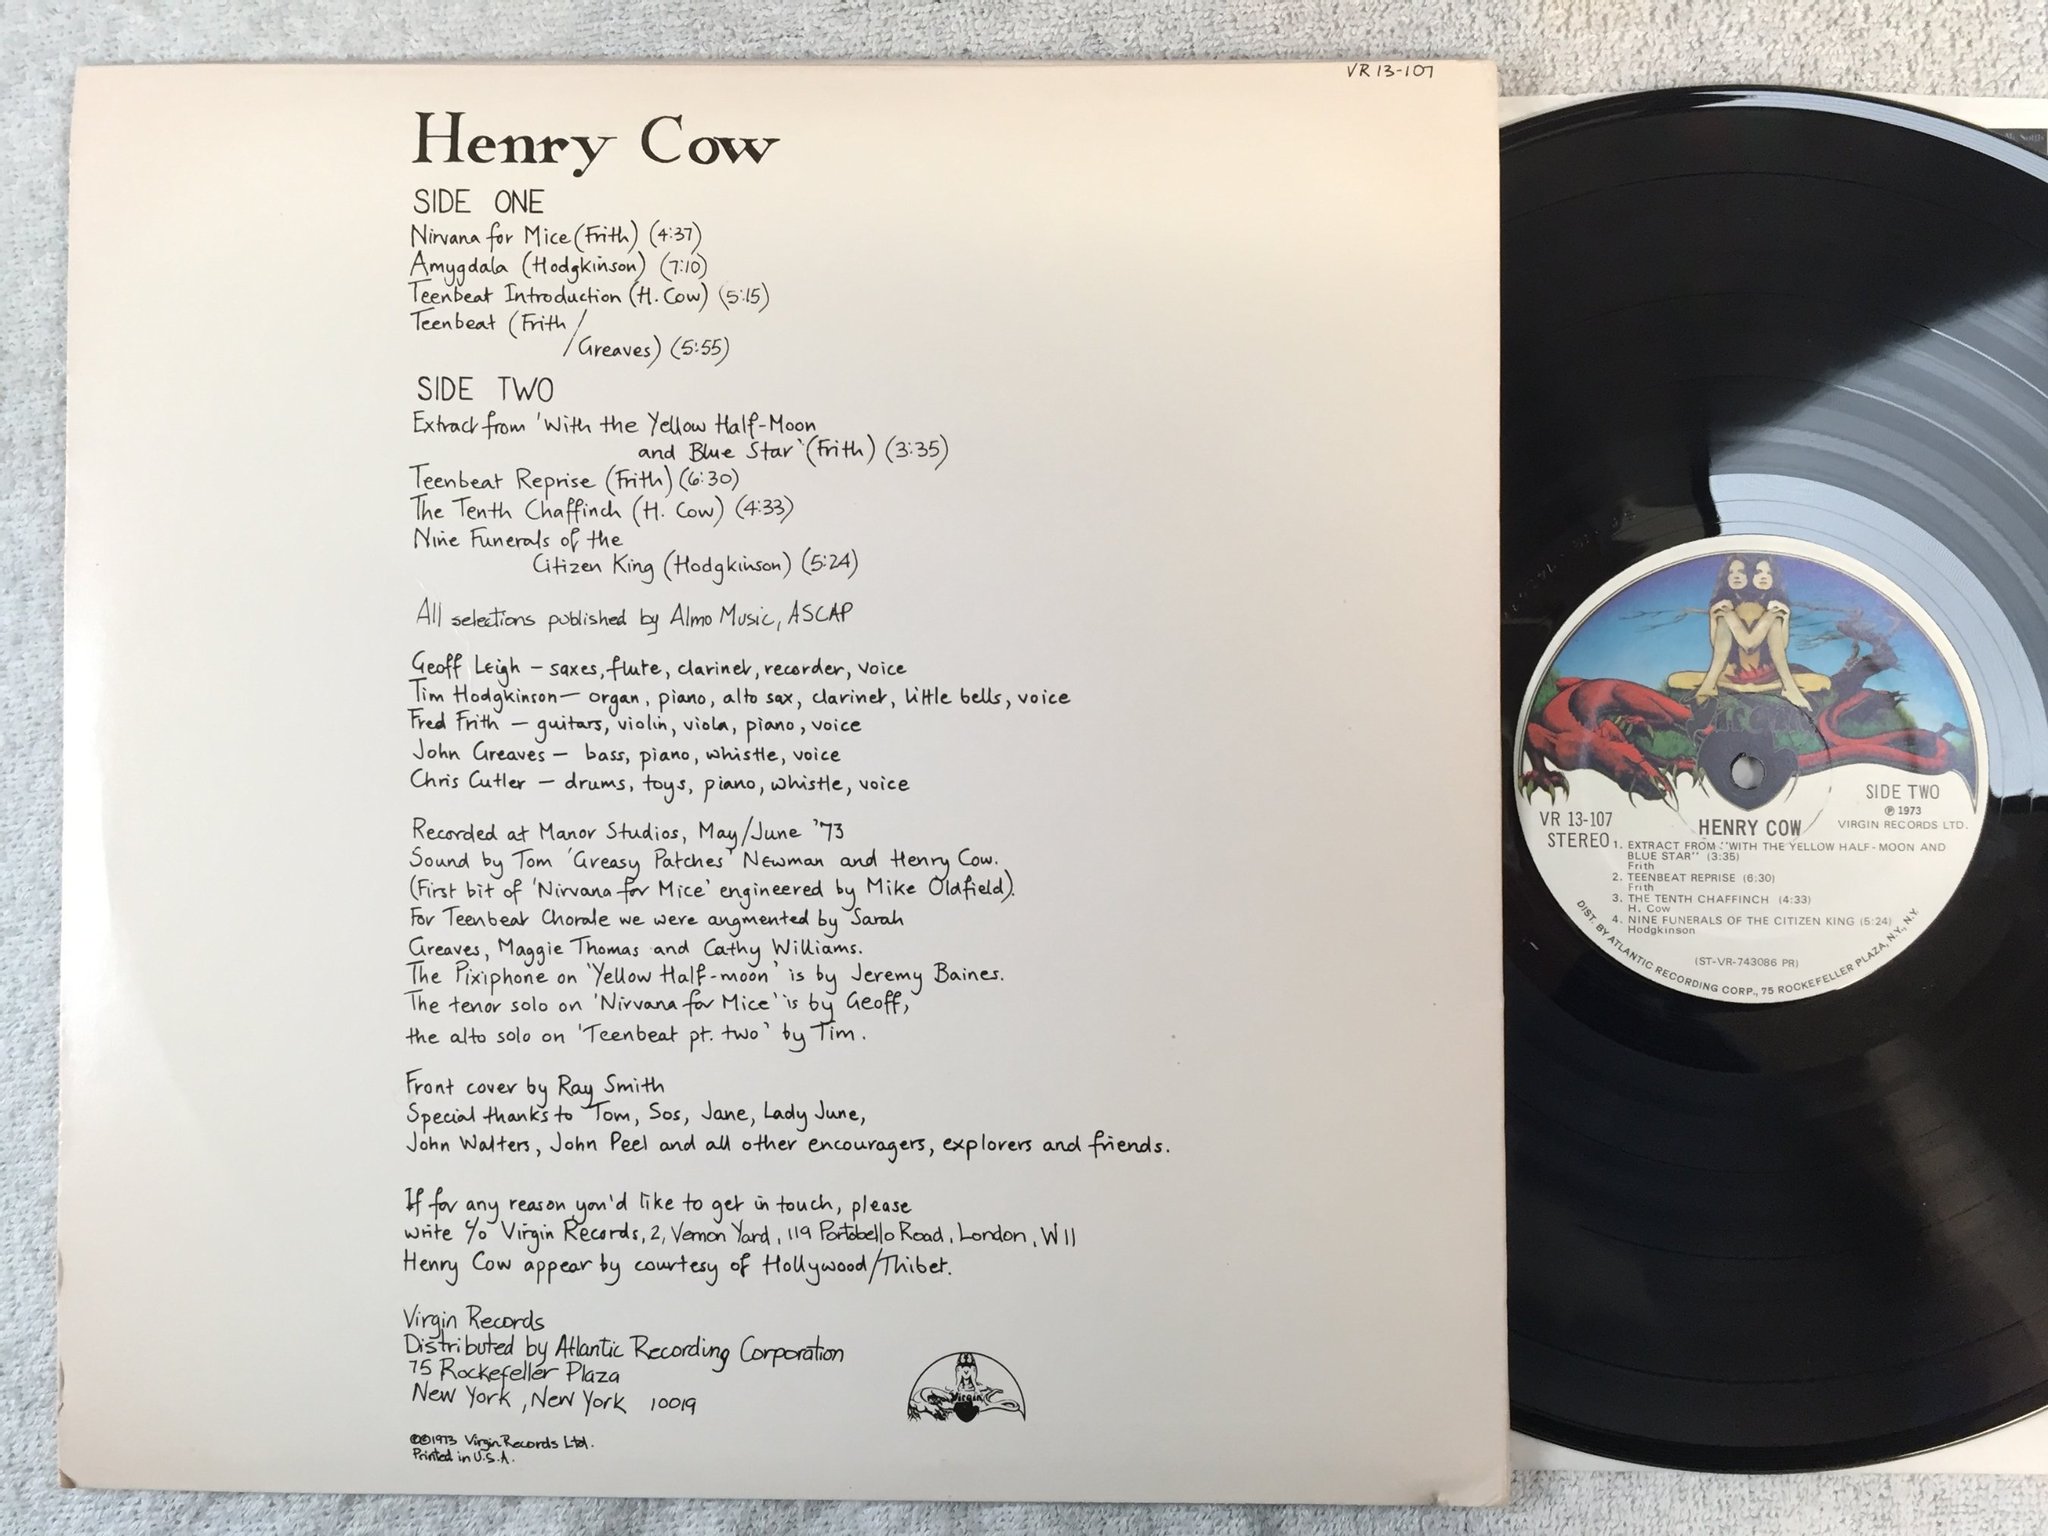 VR 13-107
Henry Cow
SIDE ONE
Nirvana for Mice (Frith) (4:37)
Amygdala (Hodgkinson) (7:10)
Teenbeat Introduction (H. Cow) (5:15)
Teenbeat (Frith/
/Greaves) (5:55)
SIDE TWO
Extract from 'With the Yellow Half-Moon
and Blue Star' (Frith) (3:35)
Teenbeat Reprise (Frith) (6:30)
The Tenth Chaffinch (H. Cow) (4:33)
Nine Funerals of the
Citizen King (Hodgkinson) (5:24)
All selections published by Almo Music, ASCAP
Geoff Leigh – saxes, flute, clarinet, recorder, voice
Tim Hodgkinson – organ, piano, alto sax, clarinet, little bells, voice
Fred Frith – guitars, violin, viola, piano, voice
John Greaves – bass, piano, whistle, voice
Chris Cutler – drums, toys, piano, whistle, voice
Recorded at Manor Studios, May/June '73
Sound by Tom 'Greasy Patches' Newman and Henry Cow.
(First bit of 'Nirvana for Mice' engineered by Mike Oldfield).
For Teenbeat Chorale we were augmented by Sarah
Greaves, Maggie Thomas and Cathy Williams.
The Pixiphone on 'Yellow Half-moon' is by Jeremy Baines.
The tenor solo on 'Nirvana for Mice' is by Geoff,
the alto solo on 'Teenbeat pt. two' by Tim.
Front cover by Ray Smith
Special thanks to Tom, Sos, Jane, Lady June,
John Walters, John Peel and all other encouragers, explorers and friends.
If for any reason you'd like to get in touch, please
write c/o Virgin Records, 2, Vernon Yard, 119 Portobello Road, London, W11
Henry Cow appear by courtesy of Hollywood/Thibet.
Virgin Records
Distributed by Atlantic Recording Corporation
75 Rockefeller Plaza
New York, New York 10019
Virgin
℗©1973 Virgin Records Ltd.
Printed in U.S.A.
SIDE TWO
℗ 1973
VIRGIN RECORDS LTD.
VR 13-107
STEREO
HENRY COW
1. EXTRACT FROM: "WITH THE YELLOW HALF-MOON AND
BLUE STAR" (3:35)
Frith
2. TEENBEAT REPRISE (6:30)
Frith
3. THE TENTH CHAFFINCH (4:33)
H. Cow
4. NINE FUNERALS OF THE CITIZEN KING (5:24)
Hodgkinson
(ST-VR-743086 PR)
DIST. BY ATLANTIC RECORDING CORP., 75 ROCKEFELLER PLAZA, N.Y., N.Y.